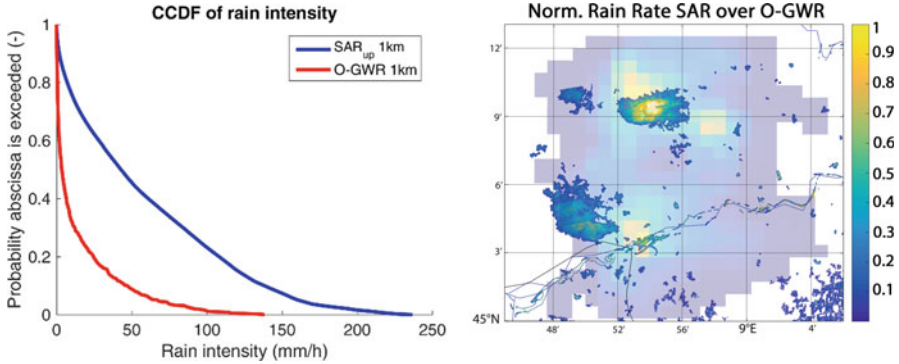 CCDF of rain intensity
Probability abscissa is exceeded (-)
1
0.8
0.6
0.4
0.2
0
SAR_up 1km
O-GWR 1km
0 50 100 150 200 250
Rain intensity (mm/h)
Norm. Rain Rate SAR over O-GWR
12'
9'
6'
3'
45°N
48' 52' 56' 9°E 4'
1
0.9
0.8
0.7
0.6
0.5
0.4
0.3
0.2
0.1